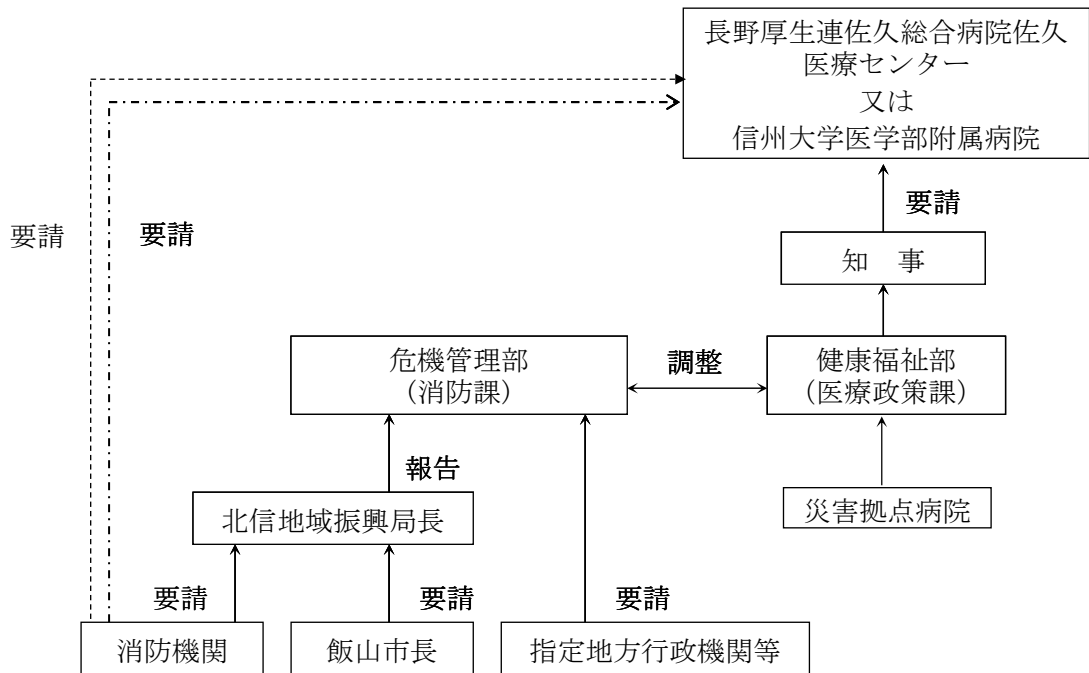 長野厚生連佐久総合病院佐久
医療センター
又は
信州大学医学部附属病院
要請
要請
要請
知 事
危機管理部
（消防課）
調整
健康福祉部
（医療政策課）
報告
北信地域振興局長
災害拠点病院
要請
要請
要請
消防機関
飯山市長
指定地方行政機関等